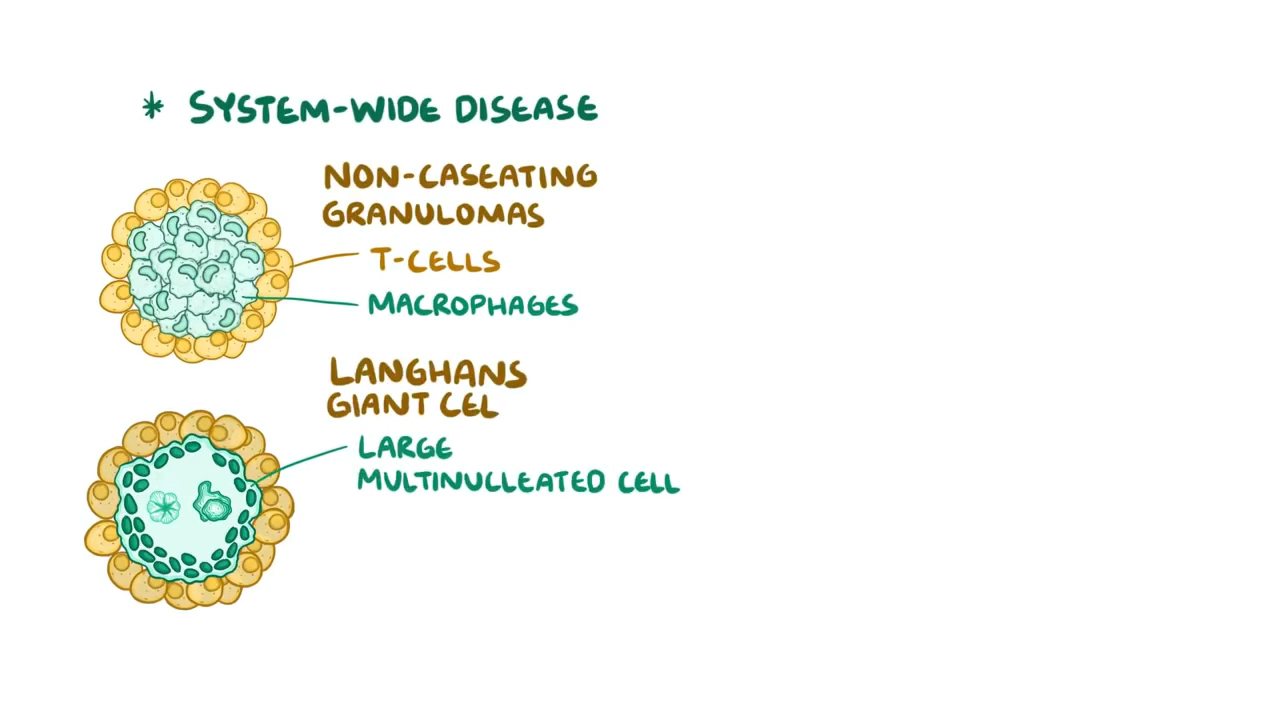 * SYSTEM-WIDE DISEASE
NON-CASEATING
GRANULOMAS
T-CELLS
MACROPHAGES
LANGHANS
GIANT CEL
LARGE
MULTINUCLEATED CELL